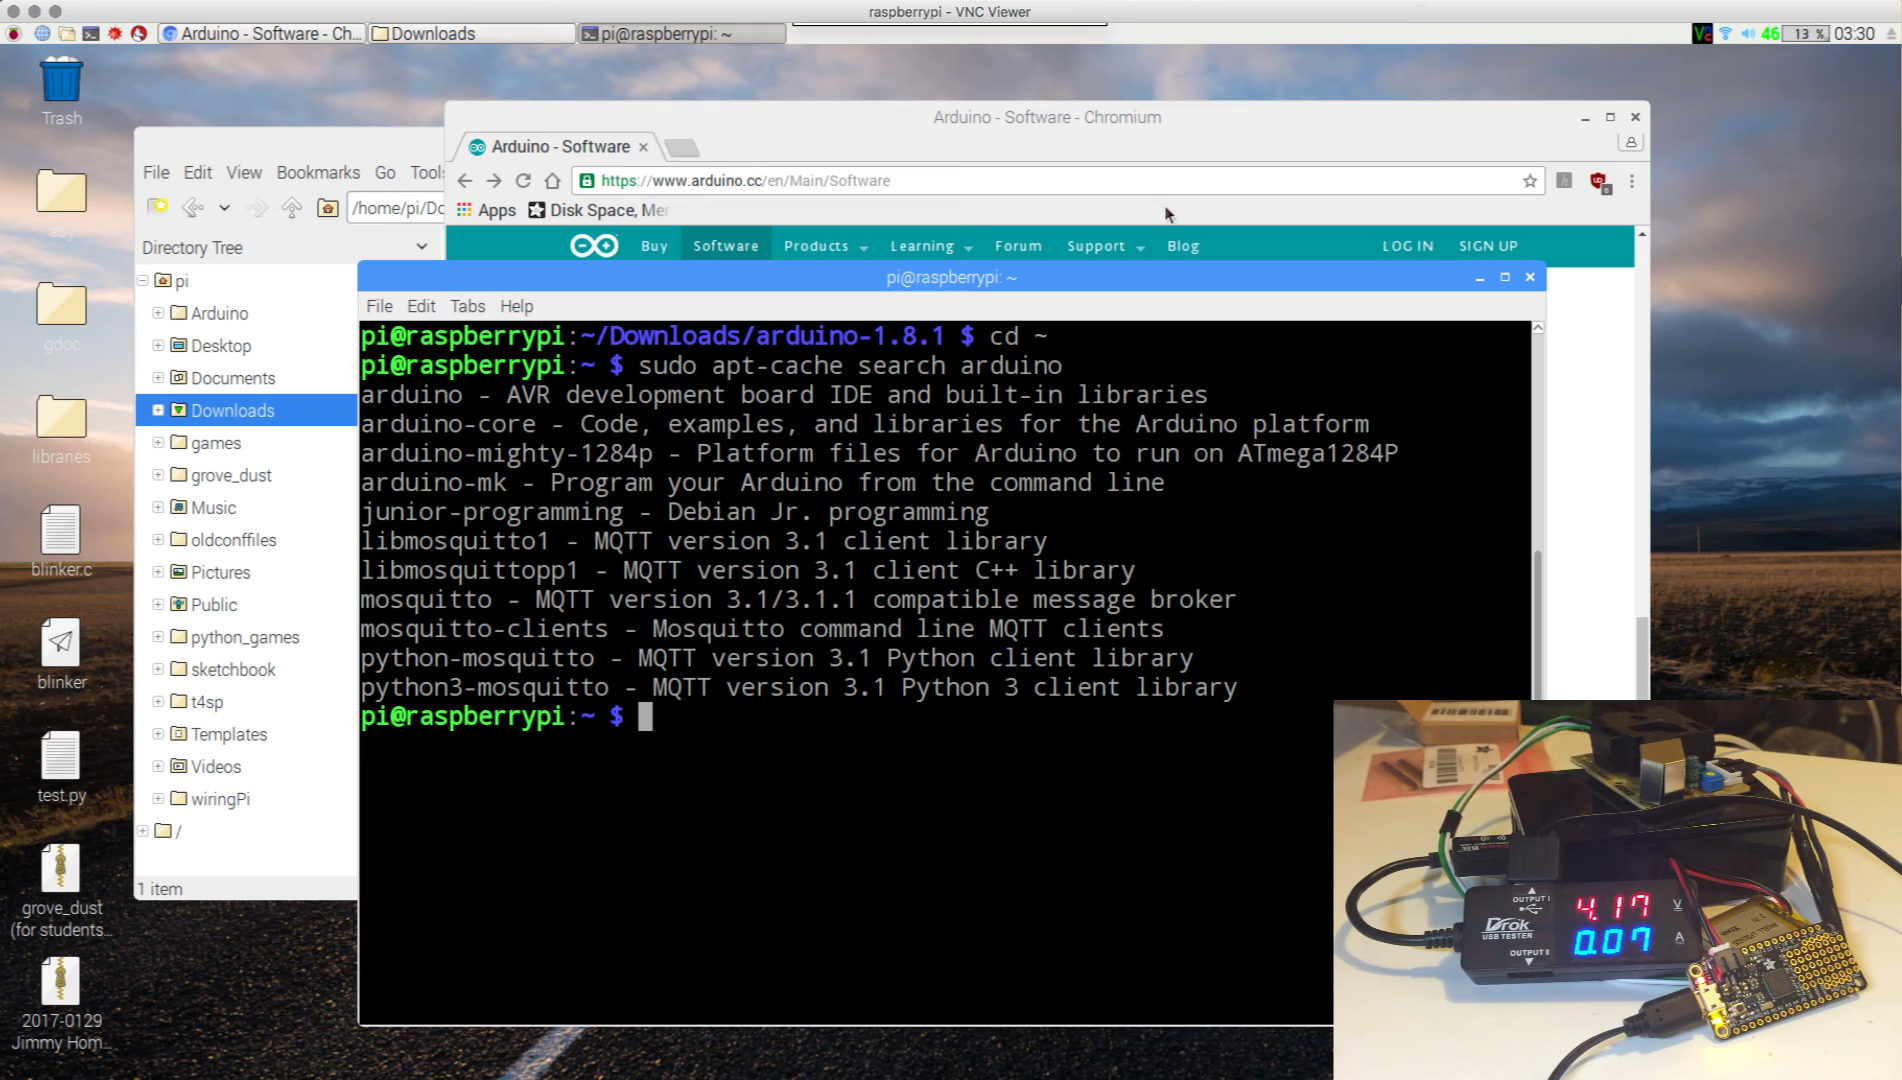 raspberrypi - VNC Viewer
Arduino - Software - Ch...
Downloads
pi@raspberrypi: ~
46
13 %
03:30
Trash
gdoc
libraries
blinker.c
blinker
test.py
grove_dust
(for students...
2017-0129
Jimmy Hom...
File Edit View Bookmarks Go Tools
/home/pi/Do
Directory Tree
pi
Arduino
Desktop
Documents
Downloads
games
grove_dust
Music
oldconffiles
Pictures
Public
python_games
sketchbook
t4sp
Templates
Videos
wiringPi
/
1 item
Arduino - Software - Chromium
Arduino - Software
https://www.arduino.cc/en/Main/Software
Apps
Disk Space, Mem
Buy Software Products Learning Forum Support Blog LOG IN SIGN UP
pi@raspberrypi: ~
File Edit Tabs Help
pi@raspberrypi:~/Downloads/arduino-1.8.1 $ cd ~
pi@raspberrypi:~ $ sudo apt-cache search arduino
arduino - AVR development board IDE and built-in libraries
arduino-core - Code, examples, and libraries for the Arduino platform
arduino-mighty-1284p - Platform files for Arduino to run on ATmega1284P
arduino-mk - Program your Arduino from the command line
junior-programming - Debian Jr. programming
libmosquitto1 - MQTT version 3.1 client library
libmosquittopp1 - MQTT version 3.1 client C++ library
mosquitto - MQTT version 3.1/3.1.1 compatible message broker
mosquitto-clients - Mosquitto command line MQTT clients
python-mosquitto - MQTT version 3.1 Python client library
python3-mosquitto - MQTT version 3.1 Python 3 client library
pi@raspberrypi:~ $
OUTPUT I
Drok
USB TESTER
OUTPUT II
4.17 V
0.07 A